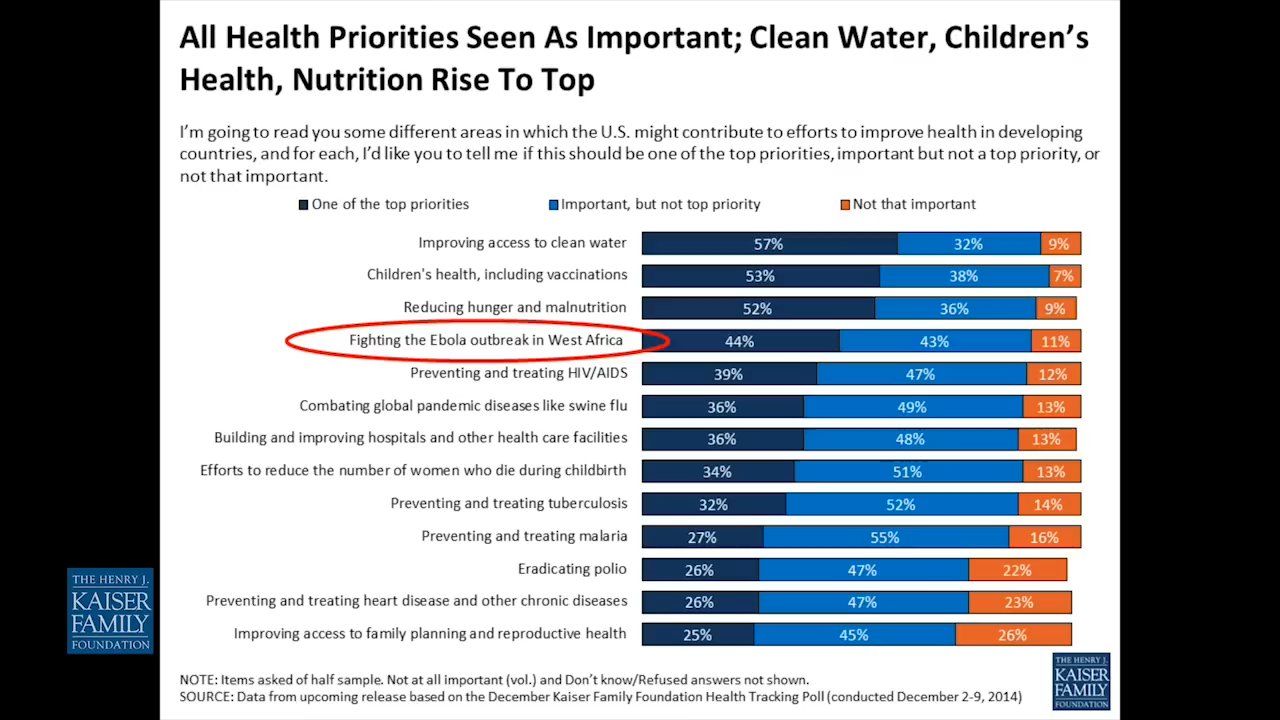 All Health Priorities Seen As Important; Clean Water, Children's
Health, Nutrition Rise To Top
I'm going to read you some different areas in which the U.S. might contribute to efforts to improve health in developing
countries, and for each, I'd like you to tell me if this should be one of the top priorities, important but not a top priority, or
not that important.
One of the top priorities Important, but not top priority Not that important
Improving access to clean water 57% 32% 9%
Children's health, including vaccinations 53% 38% 7%
Reducing hunger and malnutrition 52% 36% 9%
Fighting the Ebola outbreak in West Africa 44% 43% 11%
Preventing and treating HIV/AIDS 39% 47% 12%
Combating global pandemic diseases like swine flu 36% 49% 13%
Building and improving hospitals and other health care facilities 36% 48% 13%
Efforts to reduce the number of women who die during childbirth 34% 51% 13%
Preventing and treating tuberculosis 32% 52% 14%
Preventing and treating malaria 27% 55% 16%
Eradicating polio 26% 47% 22%
Preventing and treating heart disease and other chronic diseases 26% 47% 23%
Improving access to family planning and reproductive health 25% 45% 26%
THE HENRY J.
KAISER
FAMILY
FOUNDATION
NOTE: Items asked of half sample. Not at all important (vol.) and Don't know/Refused answers not shown.
SOURCE: Data from upcoming release based on the December Kaiser Family Foundation Health Tracking Poll (conducted December 2-9, 2014)
THE HENRY J.
KAISER
FAMILY
FOUNDATION